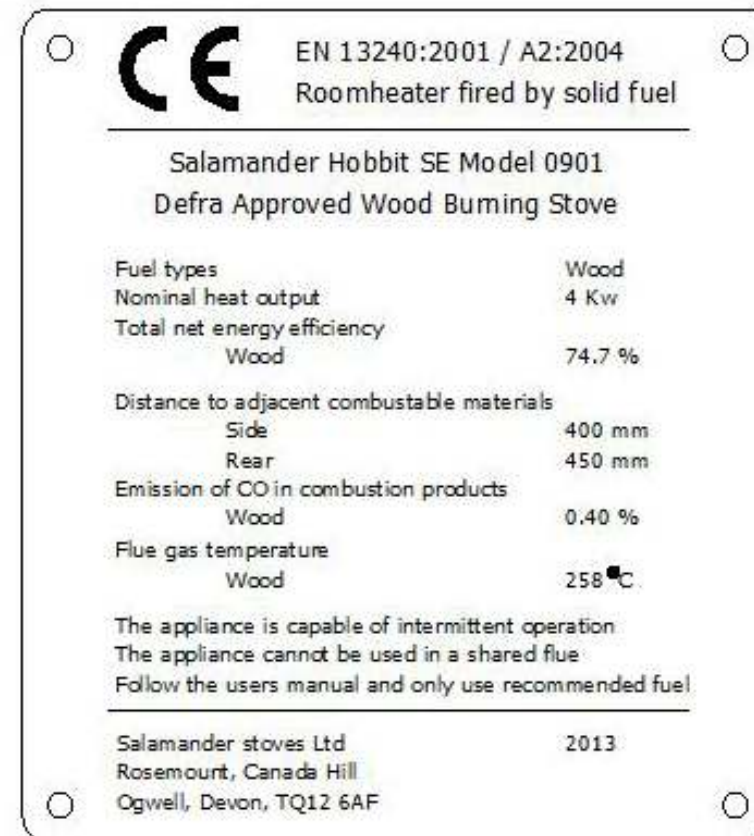 CE EN 13240:2001 / A2:2004
Roomheater fired by solid fuel
Salamander Hobbit SE Model 0901
Defra Approved Wood Burning Stove
Fuel types Wood
Nominal heat output 4 Kw
Total net energy efficiency
Wood 74.7 %
Distance to adjacent combustable materials
Side 400 mm
Rear 450 mm
Emission of CO in combustion products
Wood 0.40 %
Flue gas temperature
Wood 258°C
The appliance is capable of intermittent operation
The appliance cannot be used in a shared flue
Follow the users manual and only use recommended fuel
Salamander stoves Ltd 2013
Rosemount, Canada Hill
Ogwell, Devon, TQ12 6AF